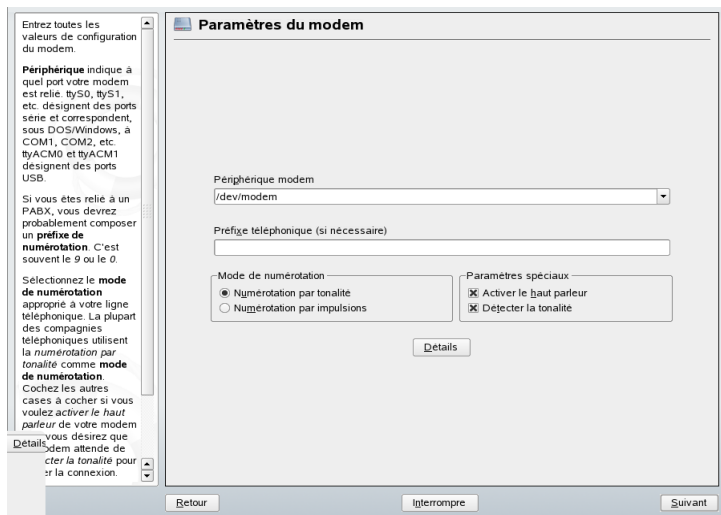 Entrez toutes les
valeurs de configuration
du modem.
Périphérique indique à
quel port votre modem
est relié. ttyS0, ttyS1,
etc. désignent des ports
série et correspondent,
sous DOS/Windows, à
COM1, COM2, etc.
ttyACM0 et ttyACM1
désignent des ports
USB.
Si vous êtes relié à un
PABX, vous devrez
probablement composer
un préfixe de
numérotation. C'est
souvent le 9 ou le 0.
Sélectionnez le mode
de numérotation
approprié à votre ligne
téléphonique. La plupart
des compagnies
téléphoniques utilisent
la numérotation par
tonalité comme mode
de numérotation.
Cochez les autres
cases à cocher si vous
voulez activer le haut
parleur de votre modem
vous désirez que
attende de
la tonalité pour
la connexion.
Détails
Paramètres du modem
Périphérique modem
/dev/modem
Préfixe téléphonique (si nécessaire)
Mode de numérotation
Numérotation par tonalité
Numérotation par impulsions
Paramètres spéciaux
Activer le haut parleur
Détecter la tonalité
Détails
Retour
Interrompre
Suivant